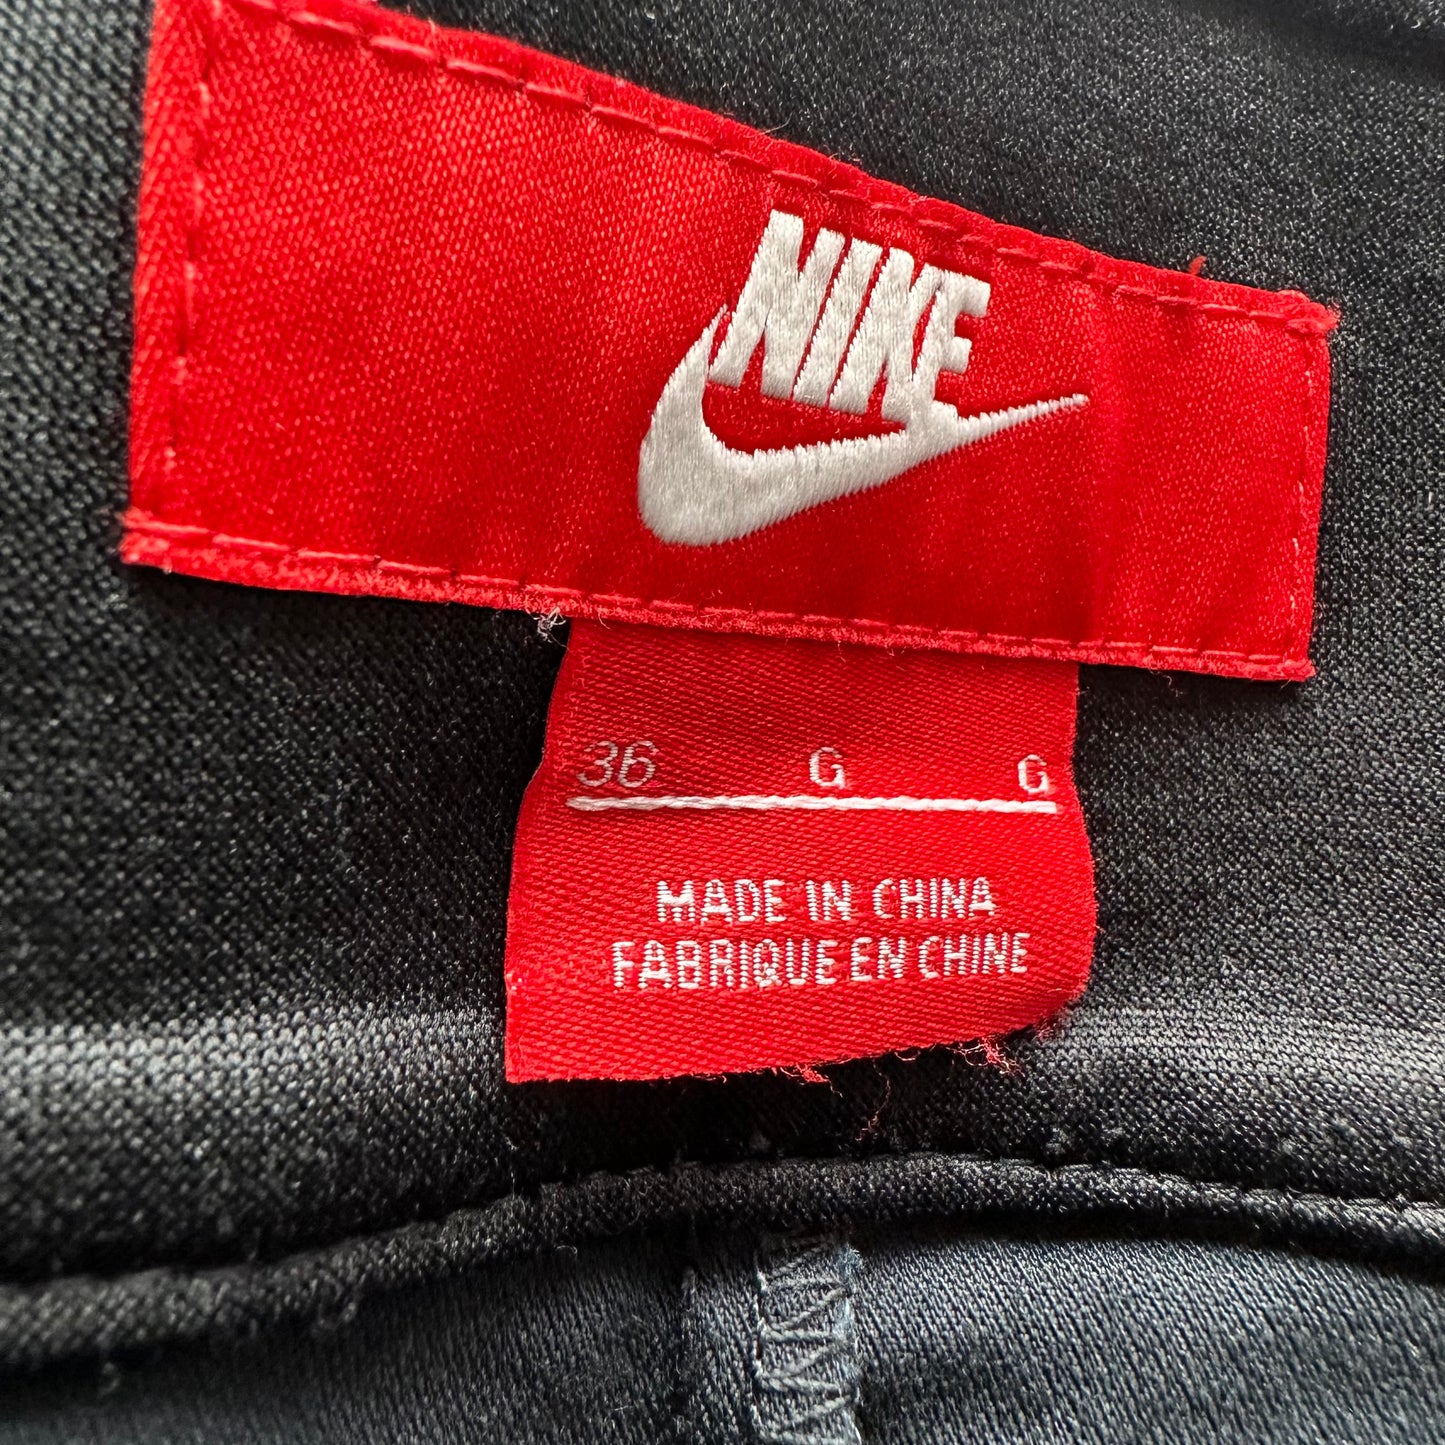 NIKE
36 G G
MADE IN CHINA
FABRIQUE EN CHINE